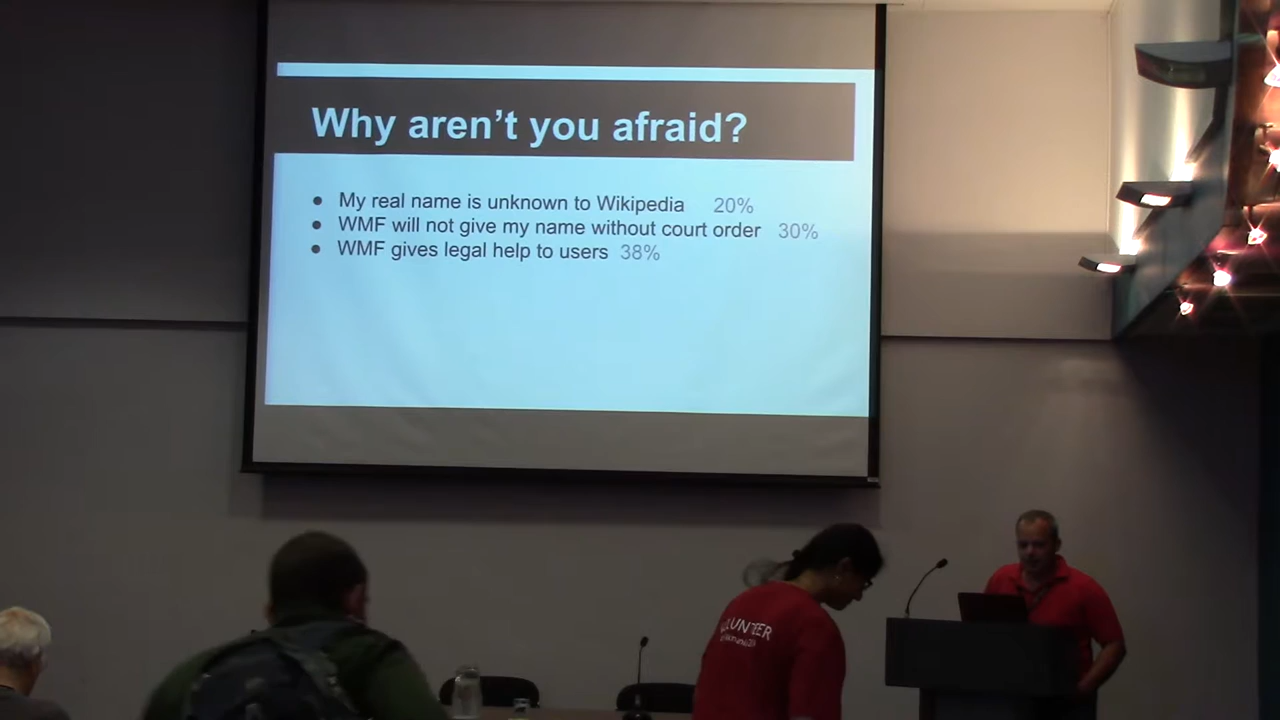 Why aren't you afraid?
• My real name is unknown to Wikipedia 20%
• WMF will not give my name without court order 30%
• WMF gives legal help to users 38%
VOLUNTEER